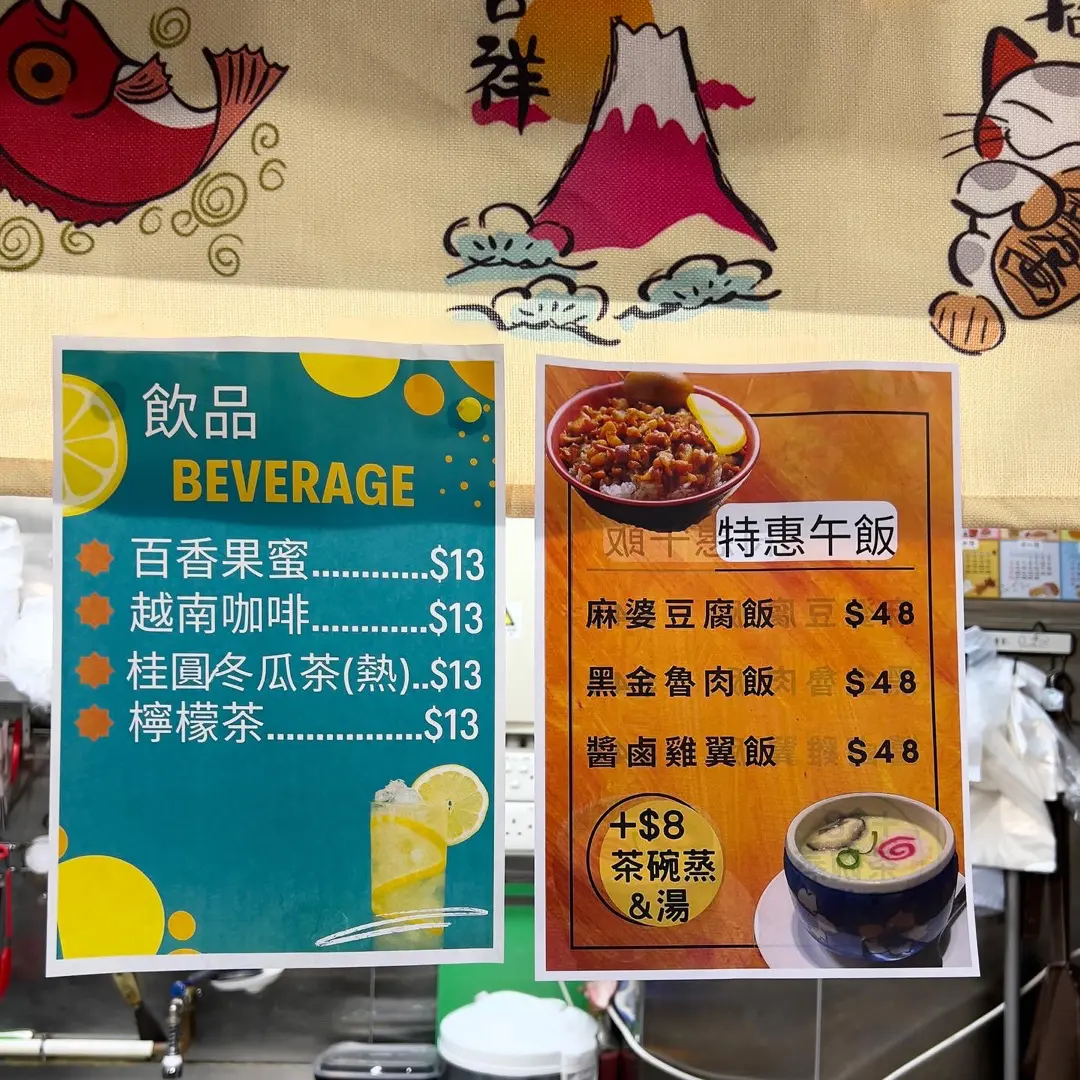 吉祥
飲品
BEVERAGE
百香果蜜............$13
越南咖啡............$13
桂圓冬瓜茶(熱)..$13
檸檬茶................$13
特惠午飯
麻婆豆腐飯 $48
黑金魯肉飯 $48
醬鹵雞翼飯 $48
+$8
茶碗蒸
&湯